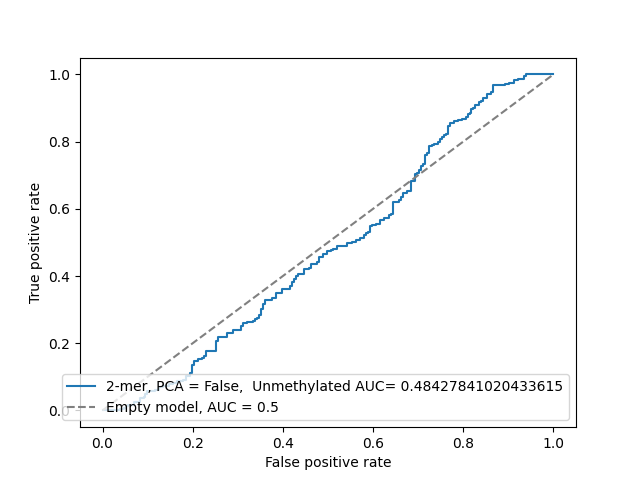 1.0
0.8
0.6
0.4
0.2
0.0
True positive rate
2-mer, PCA = False,  Unmethylated AUC= 0.48427841020433615
Empty model, AUC = 0.5
0.0 0.2 0.4 0.6 0.8 1.0
False positive rate